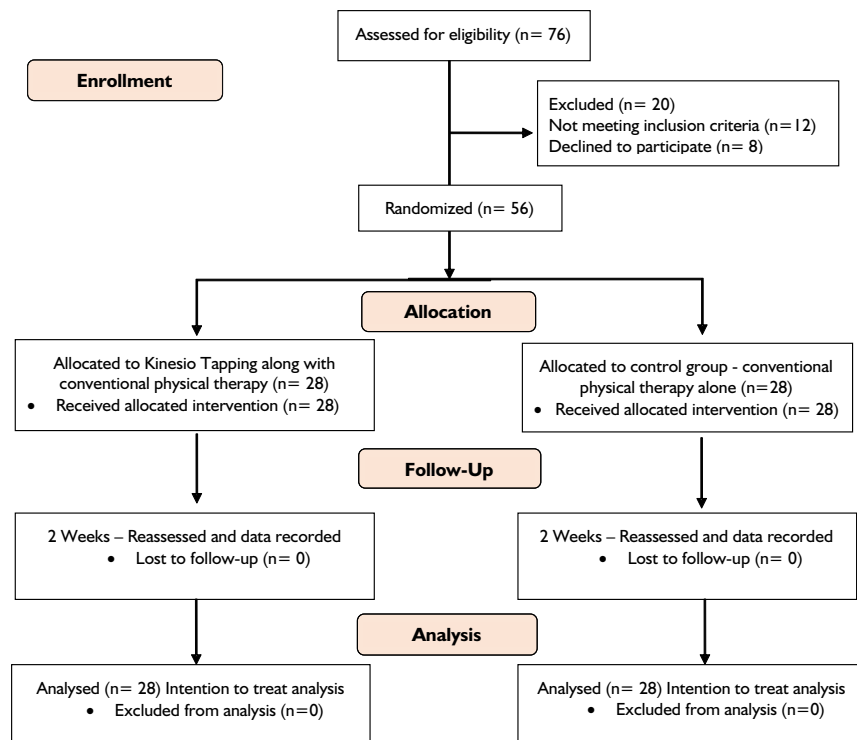 Assessed for eligibility (n= 76)
Enrollment
Excluded (n= 20)
Not meeting inclusion criteria (n=12)
Declined to participate (n= 8)
Randomized (n= 56)
Allocation
Allocated to Kinesio Tapping along with
conventional physical therapy (n= 28)
• Received allocated intervention (n= 28)
Allocated to control group - conventional
physical therapy alone (n=28)
• Received allocated intervention (n= 28)
Follow-Up
2 Weeks – Reassessed and data recorded
• Lost to follow-up (n= 0)
2 Weeks – Reassessed and data recorded
• Lost to follow-up (n= 0)
Analysis
Analysed (n= 28) Intention to treat analysis
• Excluded from analysis (n=0)
Analysed (n= 28) Intention to treat analysis
• Excluded from analysis (n=0)